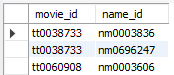 movie_id name_id
tt0038733 nm0003836
tt0038733 nm0696247
tt0060908 nm0003606